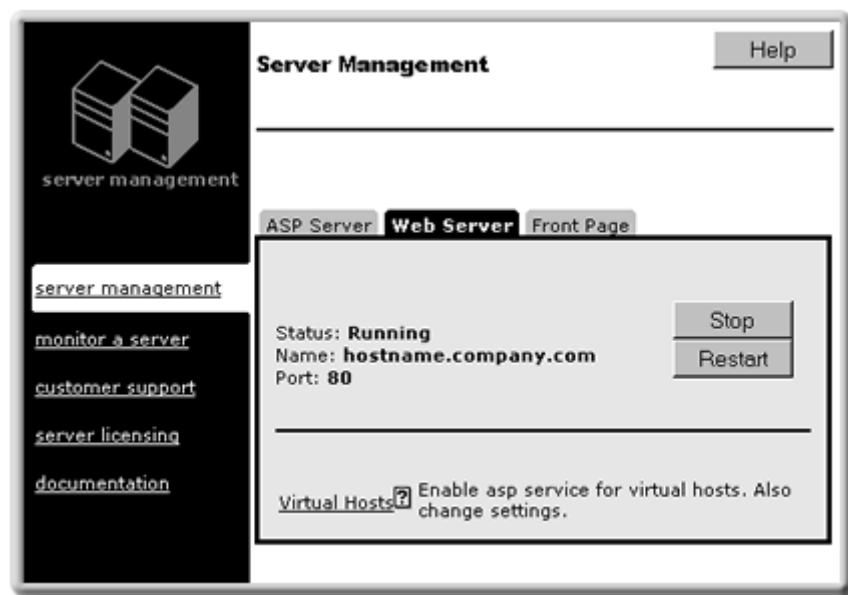 Server Management
Help
server management
ASP Server Web Server Front Page
server management
monitor a server
customer support
server licensing
documentation
Status: Running
Name: hostname.company.com
Port: 80
Stop
Restart
Virtual Hosts? Enable asp service for virtual hosts. Also
change settings.